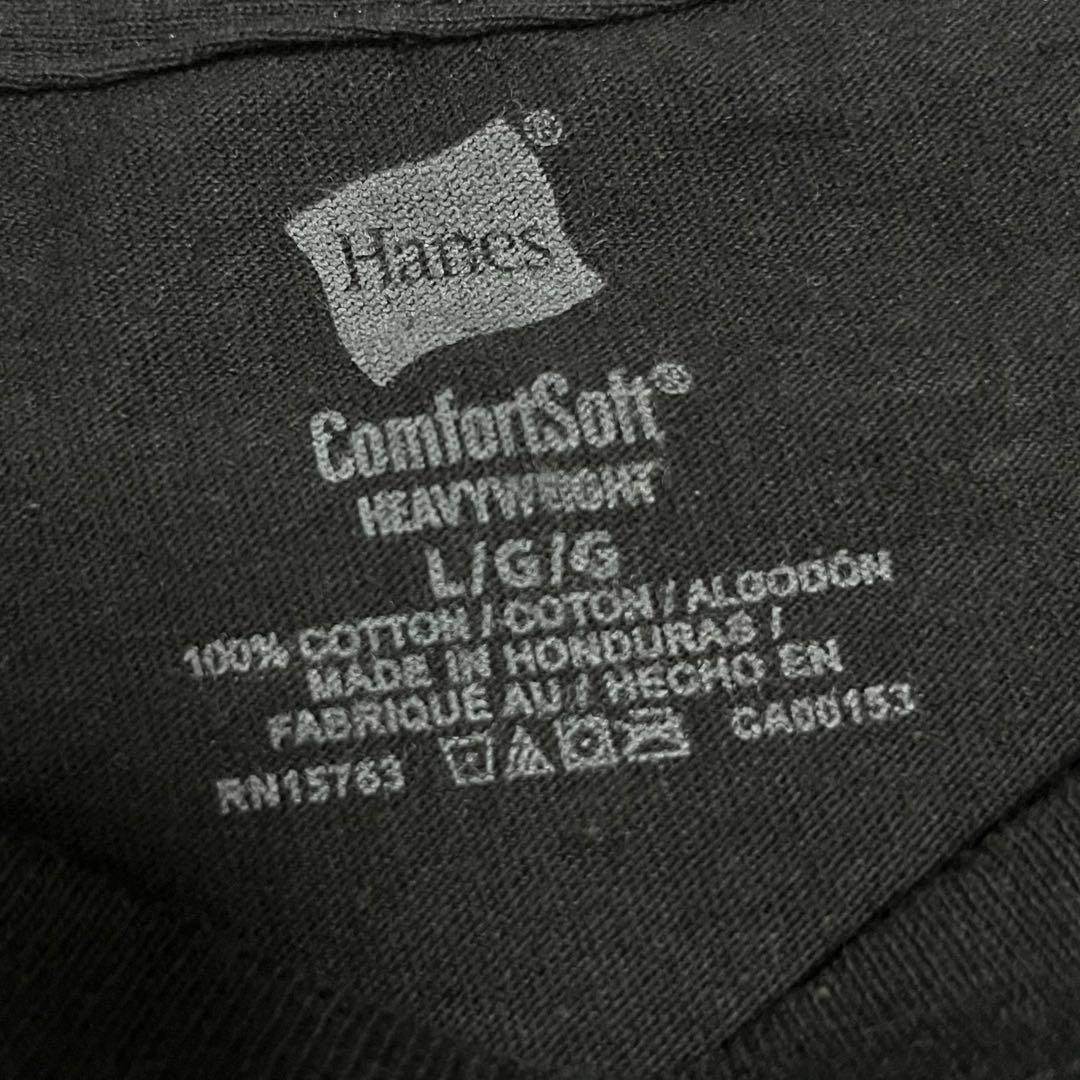 Hanes®
ComfortSoft®
HEAVYWEIGHT
L/G/G
100% COTTON / COTON / ALGODÓN
MADE IN HONDURAS /
FABRIQUÉ AU / HECHO EN
RN15763 CA00153